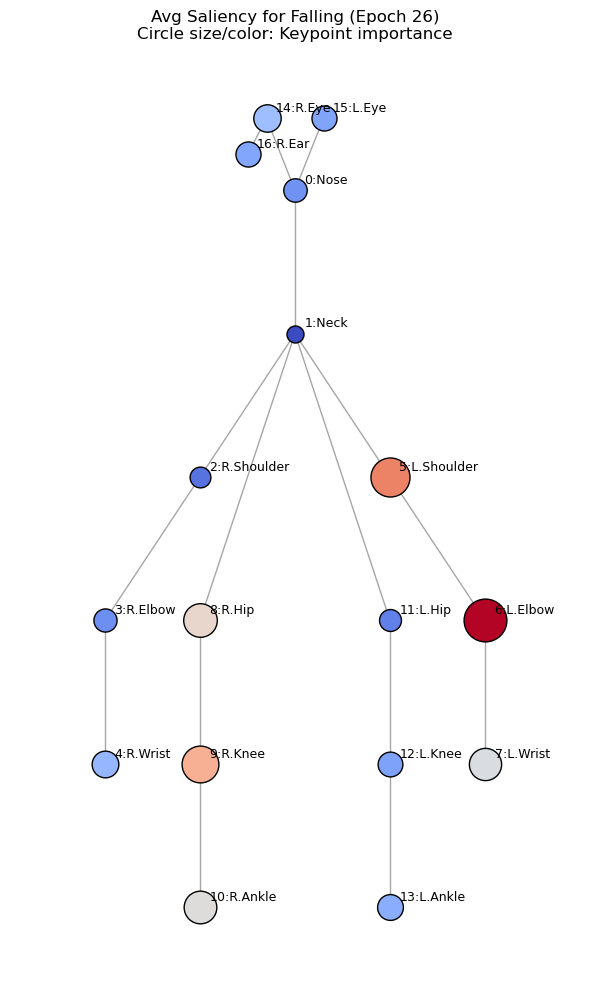 Avg Saliency for Falling (Epoch 26)
Circle size/color: Keypoint importance
14:R.Eye
15:L.Eye
16:R.Ear
0:Nose
1:Neck
2:R.Shoulder
5:L.Shoulder
3:R.Elbow
8:R.Hip
11:L.Hip
6:L.Elbow
4:R.Wrist
9:R.Knee
12:L.Knee
7:L.Wrist
10:R.Ankle
13:L.Ankle